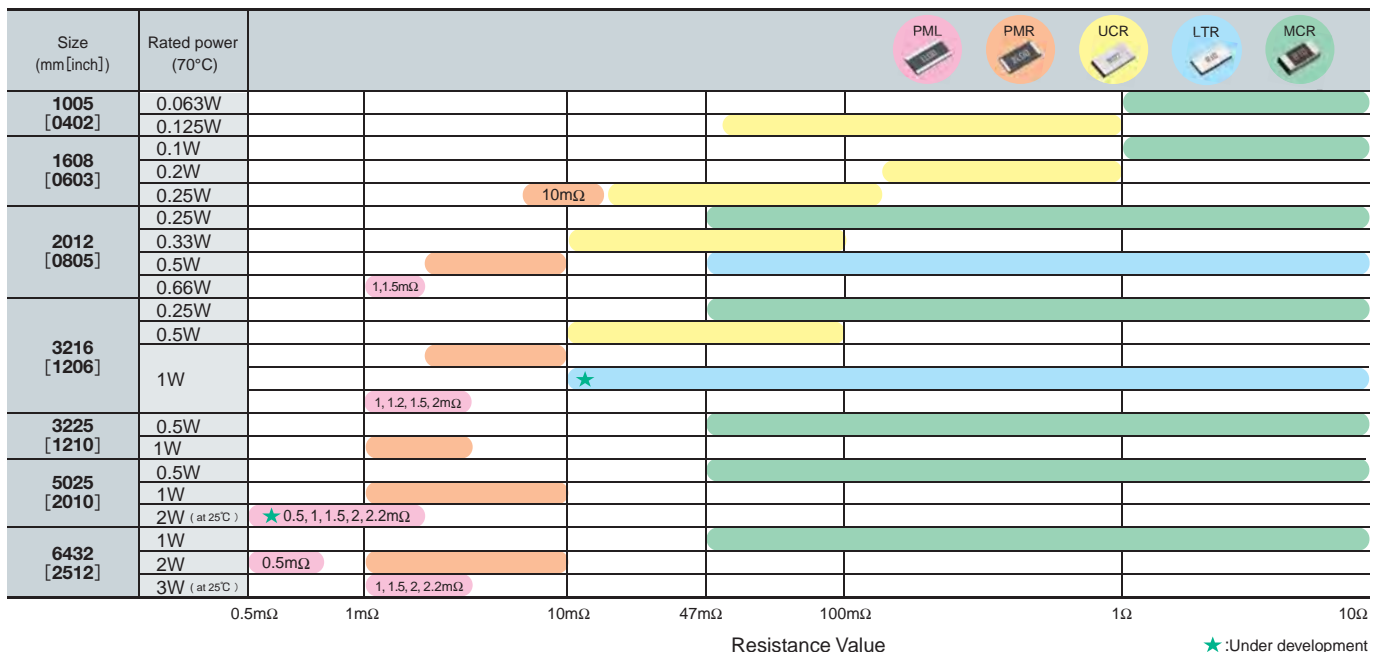 Size
(mm[inch])
Rated power
(70°C)
PML
PMR
UCR
LTR
MCR
1005
[0402]
0.063W
0.125W
1608
[0603]
0.1W
0.2W
0.25W
10mΩ
2012
[0805]
0.25W
0.33W
0.5W
0.66W
1,1.5mΩ
3216
[1206]
0.25W
0.5W
1W
★
1, 1.2, 1.5, 2mΩ
3225
[1210]
0.5W
1W
5025
[2010]
0.5W
1W
2W (at 25℃)
★ 0.5, 1, 1.5, 2, 2.2mΩ
6432
[2512]
1W
2W
0.5mΩ
3W (at 25℃)
1, 1.5, 2, 2.2mΩ
0.5mΩ 1mΩ 10mΩ 47mΩ 100mΩ 1Ω 10Ω
Resistance Value
★:Under development